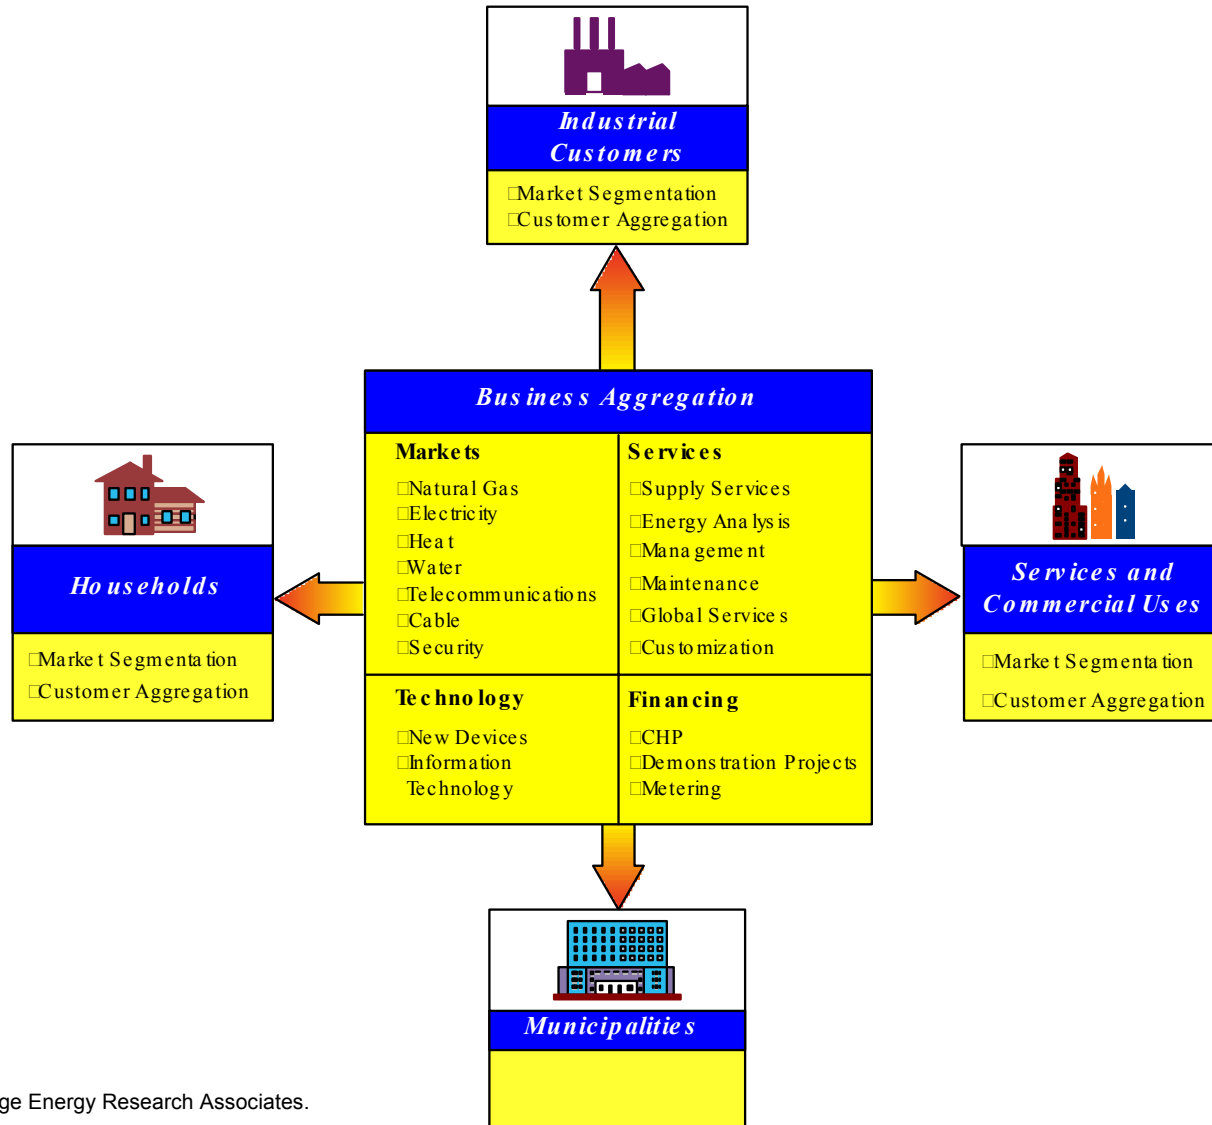 Industrial
Customers
□Market Segmentation
□Customer Aggregation
Business Aggregation
Markets
□Natural Gas
□Electricity
□Heat
□Water
□Telecommunications
□Cable
□Security
Services
□Supply Services
□Energy Analysis
□Management
□Maintenance
□Global Services
□Customization
Technology
□New Devices
□Information
Technology
Financing
□CHP
□Demonstration Projects
□Metering
Households
□Market Segmentation
□Customer Aggregation
Services and
Commercial Uses
□Market Segmentation
□Customer Aggregation
Municipalities
ge Energy Research Associates.